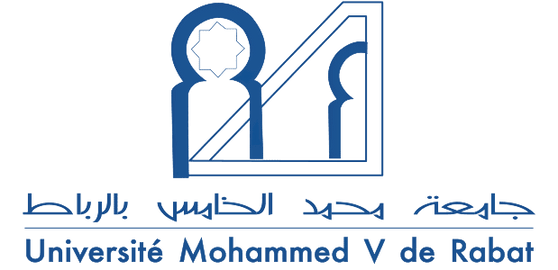 جامعة محمد الخامس بالرباط
Université Mohammed V de Rabat